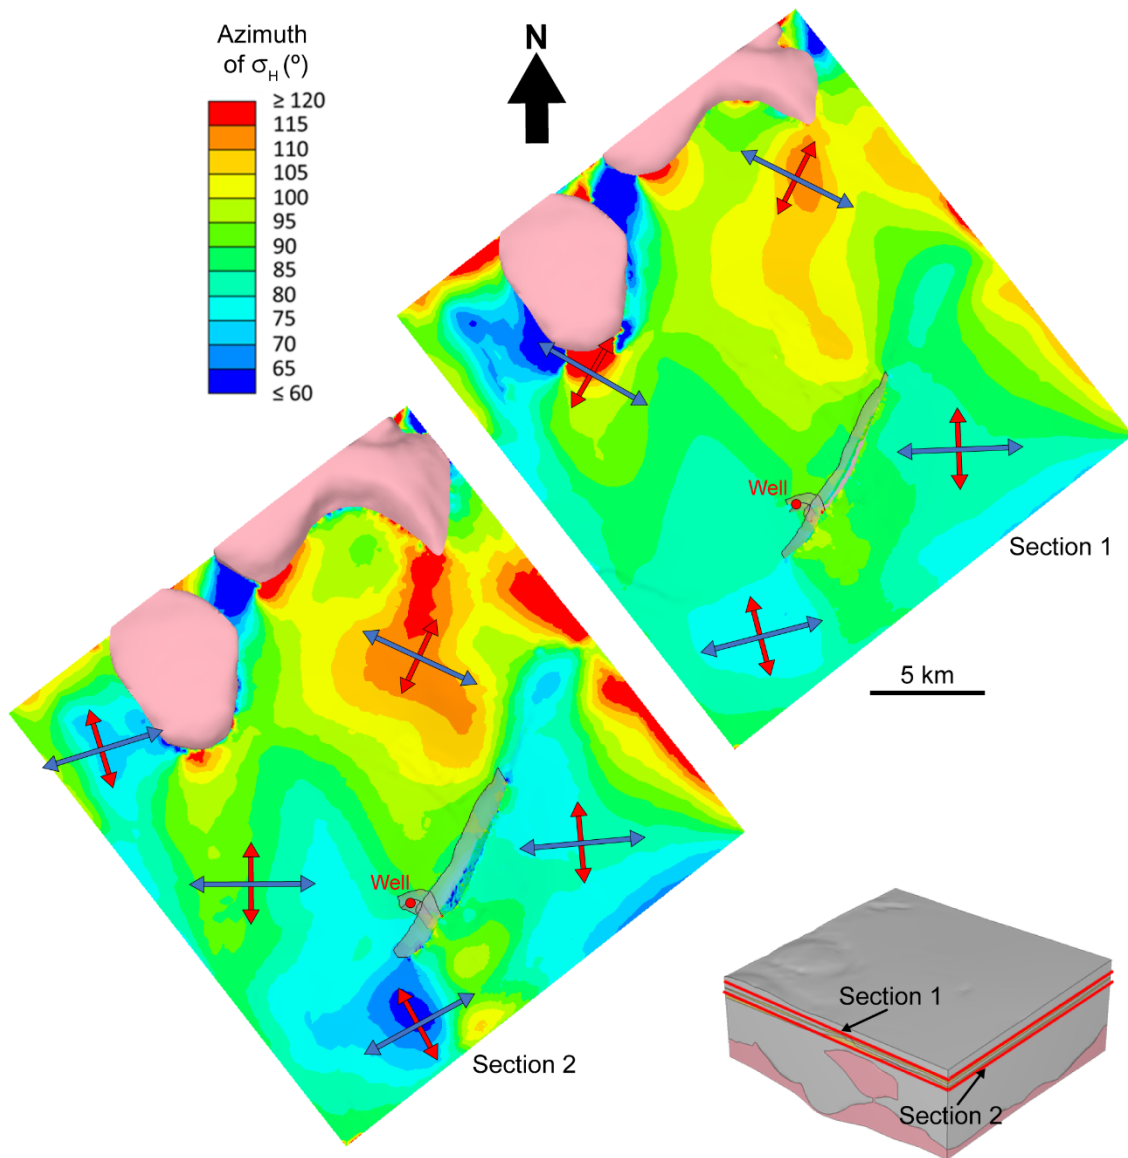 Azimuth
of σH (º)
≥ 120
115
110
105
100
95
90
85
80
75
70
65
≤ 60
N
Well
Section 1
5 km
Well
Section 2
Section 1
Section 2